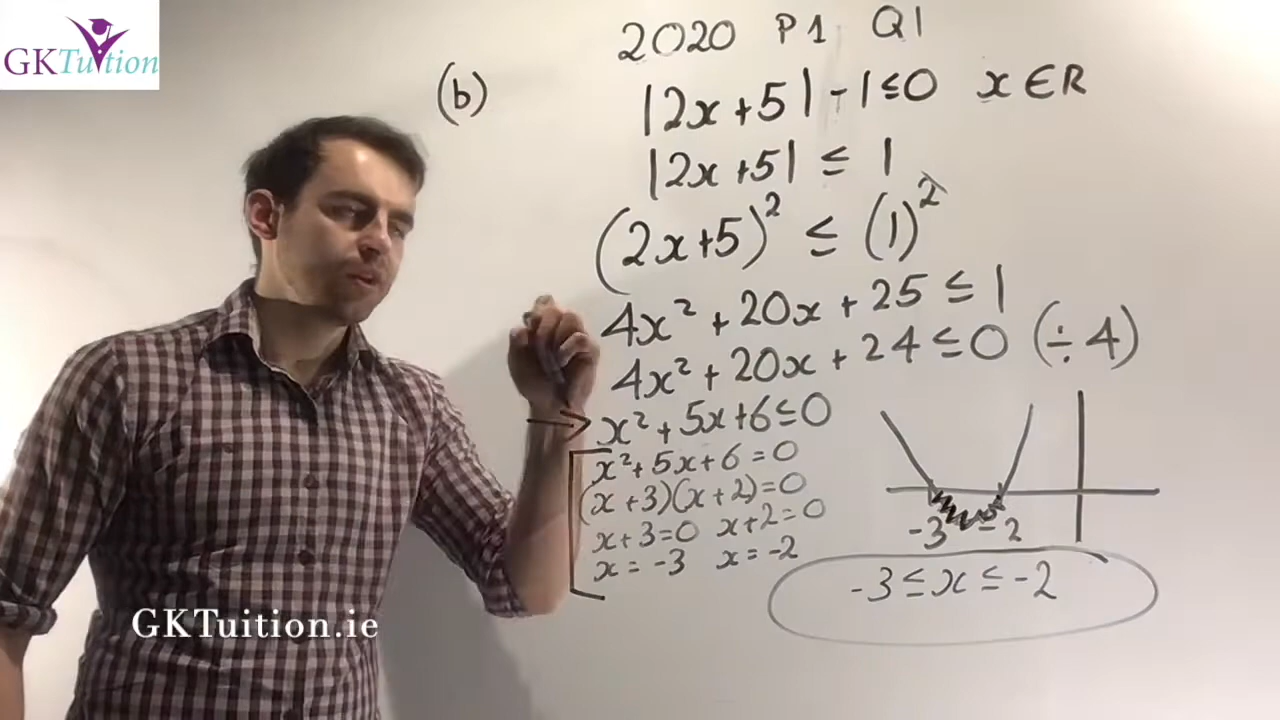 GKTuition
2020 P1 Q1
(b)
|2x+5| -1≤0 x∈R
|2x+5| ≤ 1
(2x+5)² ≤ (1)²
4x² + 20x + 25 ≤ 1
4x² + 20x + 24 ≤ 0 (÷4)
→ x² + 5x+6≤0
x²+5x+6 = 0
(x+3)(x+2)=0
x+3=0 x+2=0
x = -3 x = -2
-3 -2
-3 ≤ x ≤ -2
GKTuition.ie